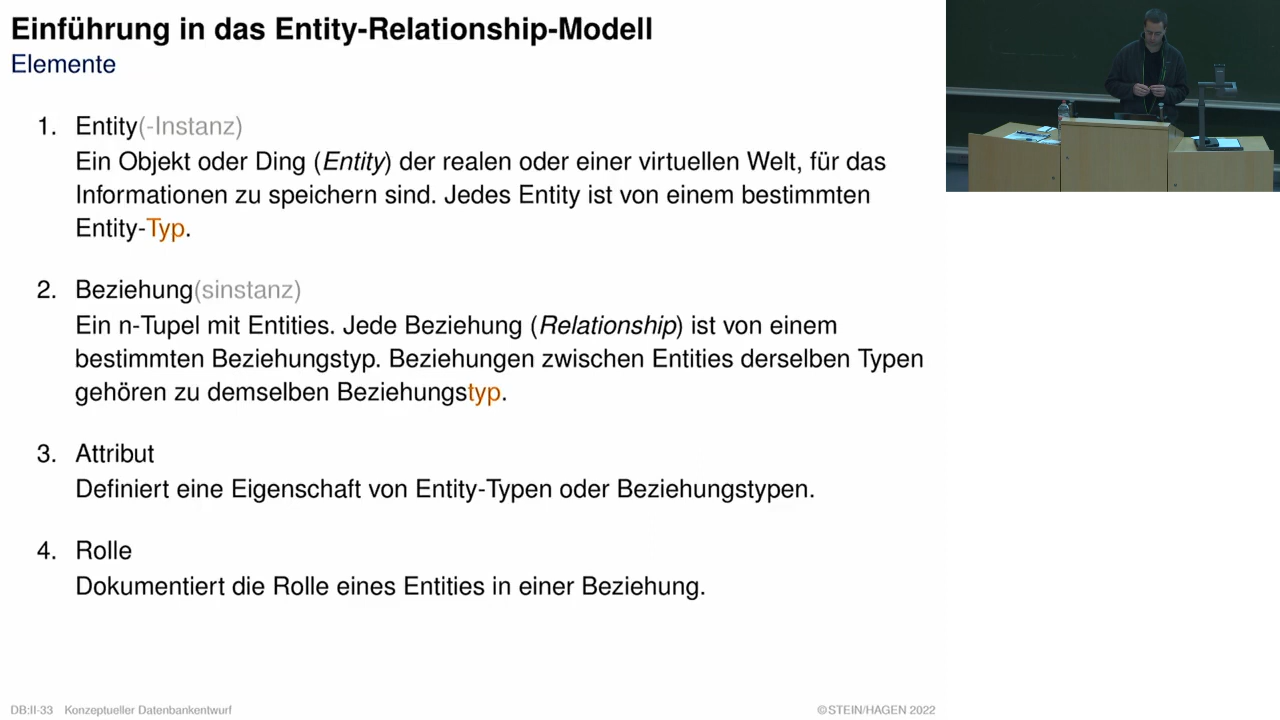 Einführung in das Entity-Relationship-Modell
Elemente
1. Entity(-Instanz)
Ein Objekt oder Ding (Entity) der realen oder einer virtuellen Welt, für das
Informationen zu speichern sind. Jedes Entity ist von einem bestimmten
Entity-Typ.
2. Beziehung(sinstanz)
Ein n-Tupel mit Entities. Jede Beziehung (Relationship) ist von einem
bestimmten Beziehungstyp. Beziehungen zwischen Entities derselben Typen
gehören zu demselben Beziehungstyp.
3. Attribut
Definiert eine Eigenschaft von Entity-Typen oder Beziehungstypen.
4. Rolle
Dokumentiert die Rolle eines Entities in einer Beziehung.
DB:II-33 Konzeptueller Datenbankentwurf ©STEIN/HAGEN 2022